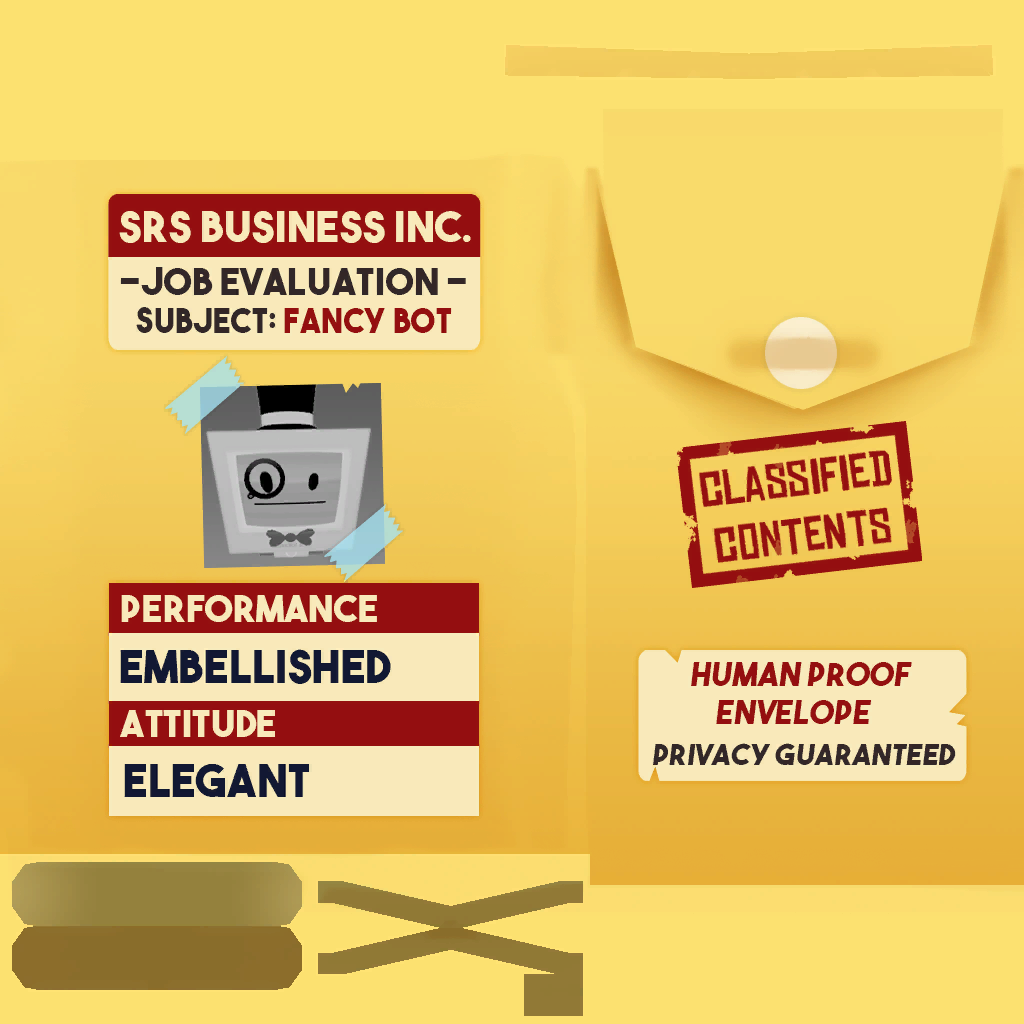 SRS BUSINESS INC.
-JOB EVALUATION -
SUBJECT: FANCY BOT
PERFORMANCE
EMBELLISHED
ATTITUDE
ELEGANT
CLASSIFIED
CONTENTS
HUMAN PROOF
ENVELOPE
PRIVACY GUARANTEED